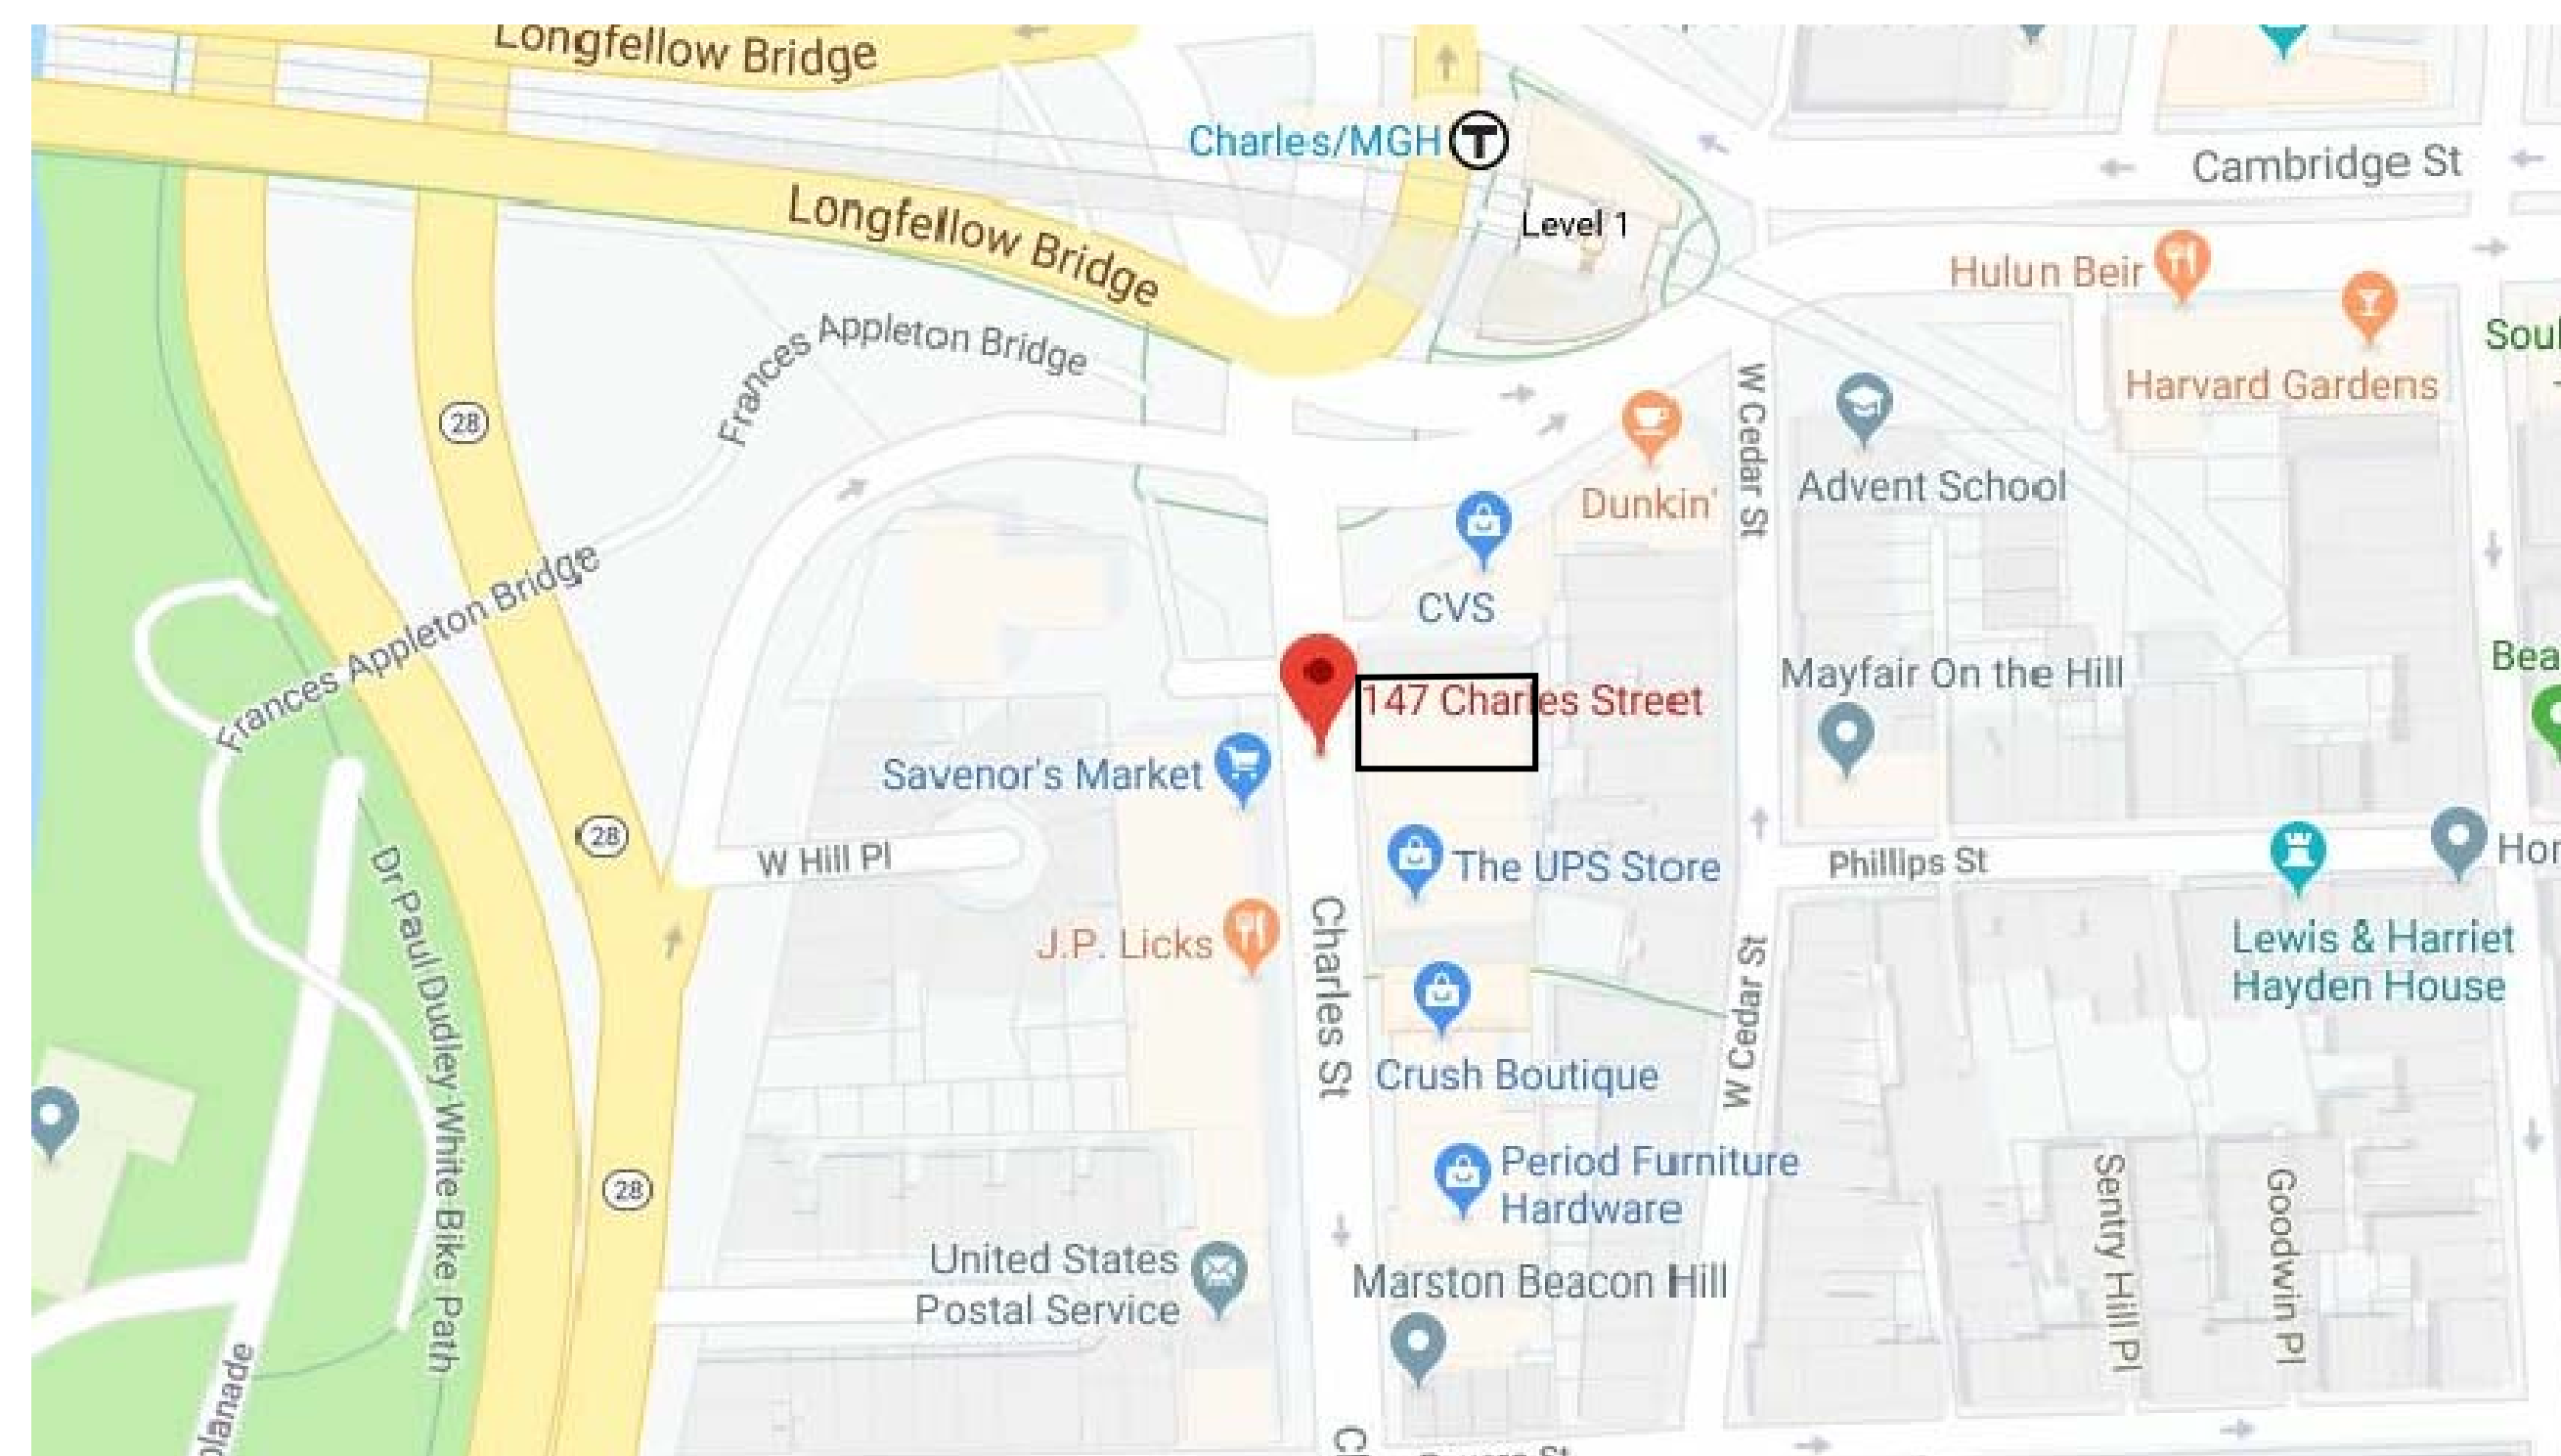 Longfellow Bridge
Charles/MGH
T
Cambridge St
Longfellow Bridge
Level 1
Hulun Beir
Frances Appleton Bridge
Harvard Gardens
28
W Cedar St
Dunkin'
Advent School
CVS
Frances Appleton Bridge
147 Charles Street
Mayfair On the Hill
Savenor's Market
28
W Hill Pl
The UPS Store
Phillips St
J.P. Licks
Charles St
Lewis & Harriet
Hayden House
W Cedar St
Dr Paul Dudley White Bike Path
Crush Boutique
28
Period Furniture
Hardware
Sentry Hill Pl
Goodwin Pl
United States
Postal Service
Marston Beacon Hill